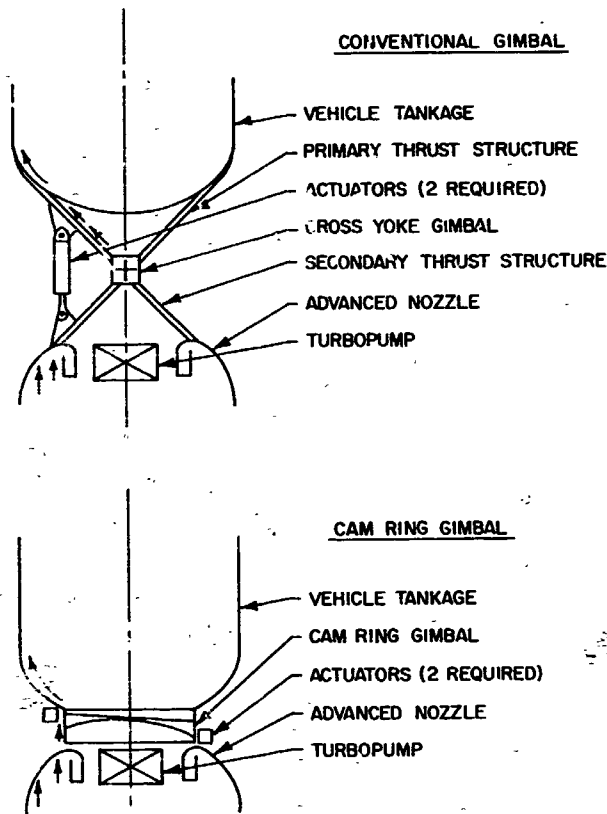 CONVENTIONAL GIMBAL
VEHICLE TANKAGE
PRIMARY THRUST STRUCTURE
ACTUATORS (2 REQUIRED)
CROSS YOKE GIMBAL
SECONDARY THRUST STRUCTURE
ADVANCED NOZZLE
TURBOPUMP
CAM RING GIMBAL
VEHICLE TANKAGE
CAM RING GIMBAL
ACTUATORS (2 REQUIRED)
ADVANCED NOZZLE
TURBOPUMP